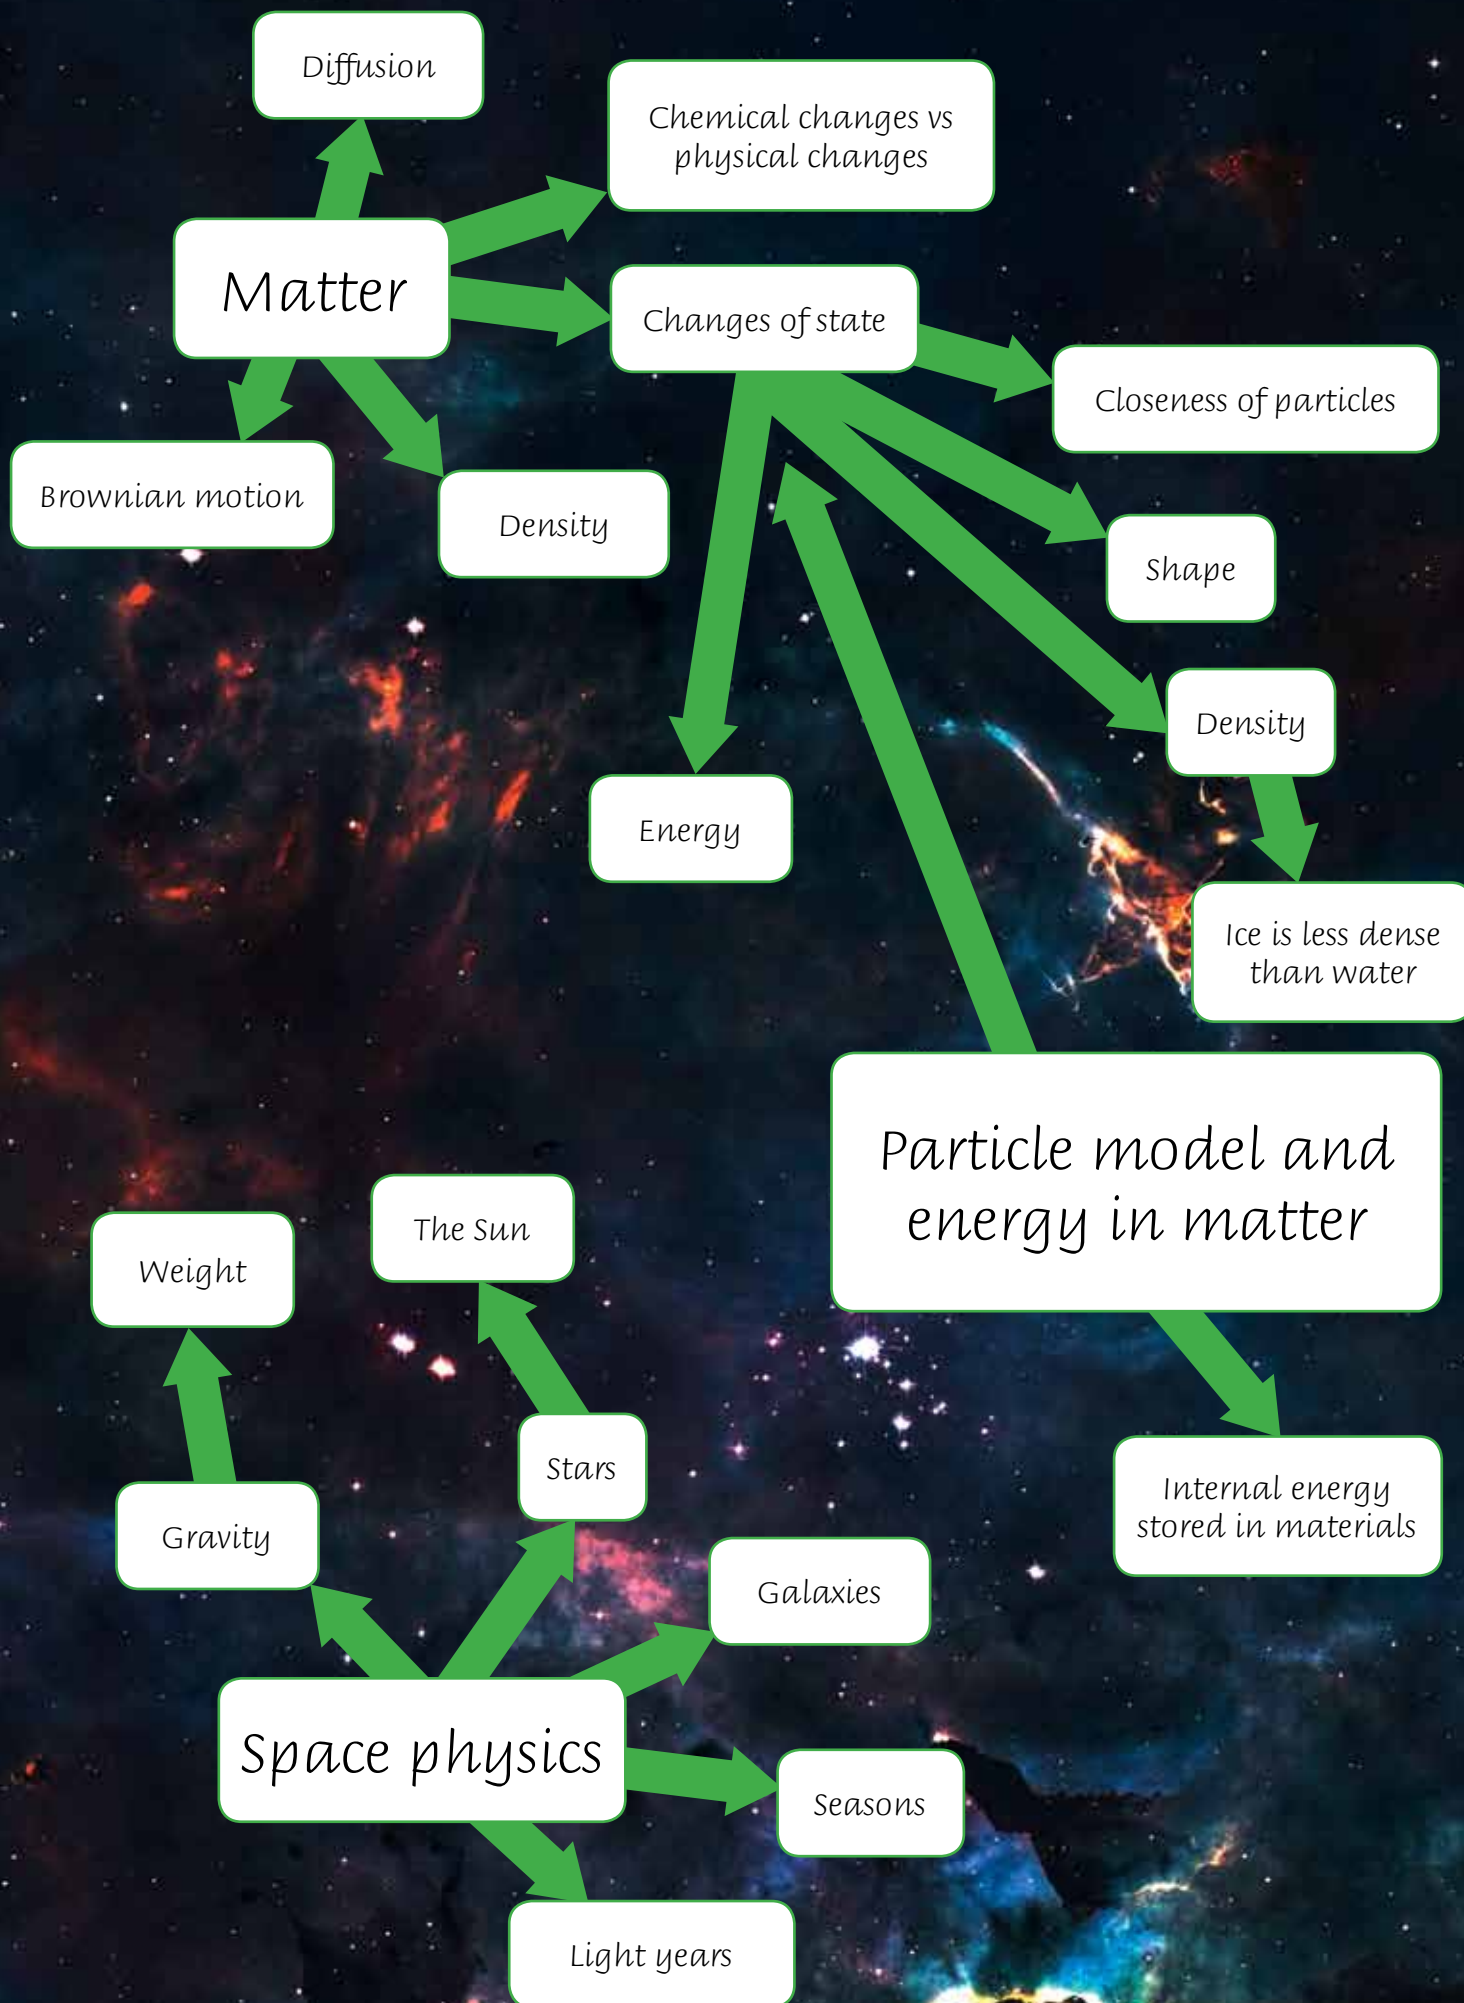 Diffusion
Chemical changes vs
physical changes
Matter
Changes of state
Closeness of particles
Brownian motion
Density
Shape
Density
Energy
Ice is less dense
than water
Particle model and
energy in matter
The Sun
Weight
Stars
Internal energy
stored in materials
Gravity
Galaxies
Space physics
Seasons
Light years